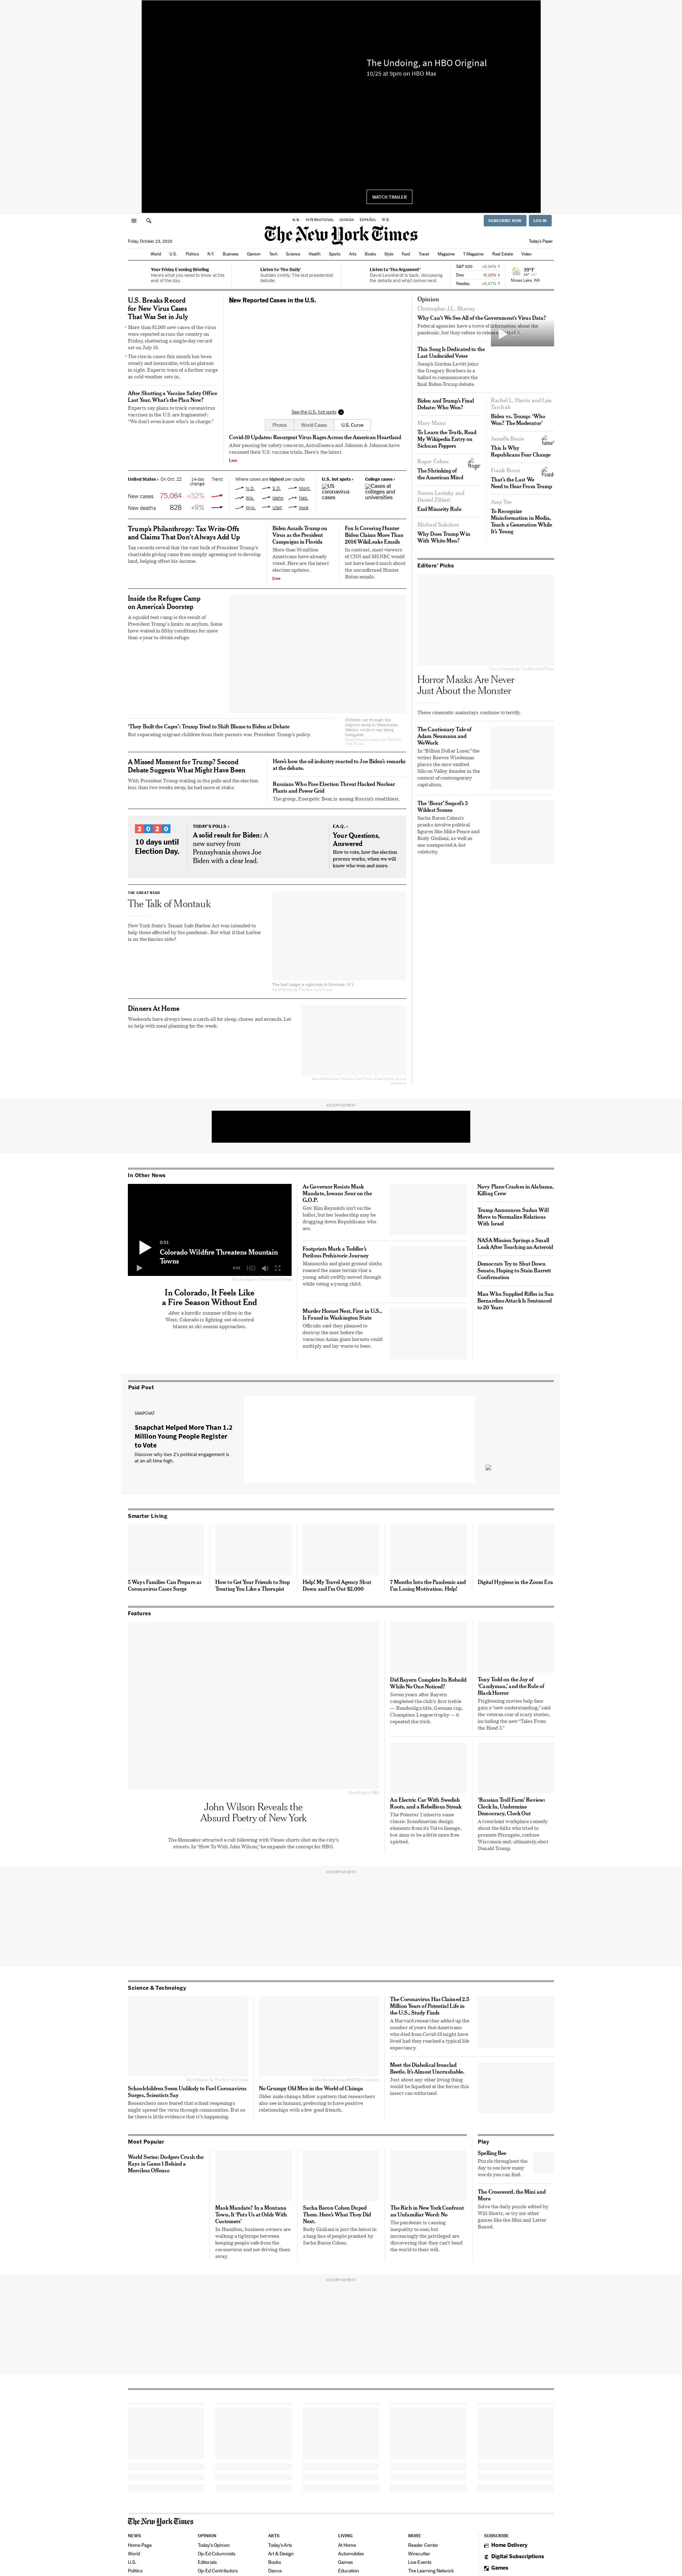 The Undoing, an HBO Original
10/25 at 9pm on HBO Max
WATCH TRAILER
U.S.
INTERNATIONAL
CANADA
ESPAÑOL
中文
SUBSCRIBE NOW
LOG IN
Friday, October 23, 2020
The New York Times
Today's Paper
World
U.S.
Politics
N.Y.
Business
Opinion
Tech
Science
Health
Sports
Arts
Books
Style
Food
Travel
Magazine
T Magazine
Real Estate
Video
Your Friday Evening Briefing
Here's what you need to know at the end of the day.
Listen to 'The Daily'
Sudden civility: The last presidential debate.
Listen to 'The Argument'
David Leonhardt is back, discussing the debate and what comes next.
S&P 500 +0.34% ↑
Dow -0.10% ↓
Nasdaq +0.37% ↑
39°F
Moses Lake, WA
U.S. Breaks Record
for New Virus Cases
That Was Set in July
More than 82,000 new cases of the virus
were reported across the country on
Friday, shattering a single-day record
set on July 16.
The rise in cases this month has been
steady and inexorable, with no plateau
in sight. Experts warn of a further surge
as cold weather sets in.
After Shutting a Vaccine Safety Office
Last Year, What's the Plan Now?
Experts say plans to track coronavirus
vaccines in the U.S. are fragmented:
"We don't know who's in charge."
New Reported Cases in the U.S.
See the U.S. hot spots
Photos
World Cases
U.S. Curve
Covid-19 Updates: Resurgent Virus Rages Across the American Heartland
After pausing for safety concerns, AstraZeneca and Johnson & Johnson have
resumed their U.S. vaccine trials. Here's the latest.
Live
United States › On Oct. 22
14-day change
Trend
New cases 75,064 +32%
New deaths 828 +9%
Where cases are highest per capita
N.D. S.D. Mont.
Wis. Idaho Neb.
Wyo. Utah Iowa
U.S. hot spots ›
US coronavirus cases
College cases ›
Cases at colleges and universities
Trump's Philanthropy: Tax Write-Offs
and Claims That Don't Always Add Up
Tax records reveal that the vast bulk of President Trump's
charitable giving came from simply agreeing not to develop
land, helping offset his income.
Biden Assails Trump on
Virus as the President
Campaigns in Florida
More than 50 million
Americans have already
voted. Here are the latest
election updates.
Live
Fox Is Covering Hunter
Biden Claims More Than
2016 WikiLeaks Emails
In contrast, most viewers
of CNN and MSNBC would
not have heard much about
the unconfirmed Hunter
Biden emails.
Inside the Refugee Camp
on America's Doorstep
A squalid tent camp is the result of
President Trump's limits on asylum. Some
have waited in filthy conditions for more
than a year to obtain refuge.
'They Built the Cages': Trump Tried to Shift Blame to Biden at Debate
But separating migrant children from their parents was President Trump's policy.
A Missed Moment for Trump? Second
Debate Suggests What Might Have Been
With President Trump trailing in the polls and the election
less than two weeks away, he had more at stake.
Here's how the oil industry reacted to Joe Biden's remarks
at the debate.
Russians Who Pose Election Threat Hacked Nuclear
Plants and Power Grid
The group, Energetic Bear, is among Russia's stealthiest.
2020
10 days until
Election Day.
TODAY'S POLLS ›
A solid result for Biden: A
new survey from
Pennsylvania shows Joe
Biden with a clear lead.
F.A.Q. ›
Your Questions,
Answered
How to vote, how the election
process works, when we will
know who won and more.
THE GREAT READ
The Talk of Montauk
New York State's Tenant Safe Harbor Act was intended to
help those affected by the pandemic. But what if that harbor
is on the fancier side?
The Surf Lodge, a nightclub in Montauk, N.Y.
Dinners At Home
Weekends have always been a catch-all for sleep, chores and errands. Let
us help with meal planning for the week.
Opinion
Christopher J.L. Murray
Why Can't We See All of the Government's Virus Data?
Federal agencies have a trove of information about the
pandemic, but they refuse to release most of it.
This Song Is Dedicated to the
Last Undecided Voter
Joseph Gordon-Levitt joins
the Gregory Brothers in a
ballad to commemorate the
final Biden-Trump debate.
Biden and Trump's Final
Debate: Who Won?
Mary Mann
To Learn the Truth, Read
My Wikipedia Entry on
Sichuan Peppers
Roger Cohen
The Shrinking of
the American Mind
Steven Levitsky and
Daniel Ziblatt
End Minority Rule
Michael Sokolove
Why Does Trump Win
With White Men?
Rachel L. Harris and Lisa
Tarchak
Biden vs. Trump: 'Who
Won? The Moderator'
Jamelle Bouie
This Is Why
Republicans Fear Change
Frank Bruni
That's the Last We
Need to Hear From Trump
Amy Yee
To Recognize
Misinformation in Media,
Teach a Generation While
It's Young
Editors' Picks
Horror Masks Are Never
Just About the Monster
These cinematic mainstays continue to terrify.
The Cautionary Tale of
Adam Neumann and
WeWork
In "Billion Dollar Loser," the
writer Reeves Wiedeman
places the once exalted
Silicon Valley founder in the
context of contemporary
capitalism.
The 'Borat' Sequel's 3
Wildest Scenes
Sacha Baron Cohen's
pranks involve political
figures like Mike Pence and
Rudy Giuliani, as well as
one unexpected A-list
celebrity.
ADVERTISEMENT
In Other News
0:51
Colorado Wildfire Threatens Mountain
Towns
0:51
HD
In Colorado, It Feels Like
a Fire Season Without End
After a horrific summer of fires in the
West, Colorado is fighting out-of-control
blazes as ski season approaches.
As Governor Resists Mask
Mandate, Iowans Sour on the
G.O.P.
Gov. Kim Reynolds isn't on the
ballot, but her leadership may be
dragging down Republicans who
are.
Footprints Mark a Toddler's
Perilous Prehistoric Journey
Mammoths and giant ground sloths
roamed the same terrain that a
young adult swiftly moved through
while toting a young child.
Murder Hornet Nest, First in U.S.,
Is Found in Washington State
Officials said they planned to
destroy the nest before the
voracious Asian giant hornets could
multiply and lay waste to bees.
Navy Plane Crashes in Alabama,
Killing Crew
Trump Announces Sudan Will
Move to Normalize Relations
With Israel
NASA Mission Springs a Small
Leak After Touching an Asteroid
Democrats Try to Shut Down
Senate, Hoping to Stain Barrett
Confirmation
Man Who Supplied Rifles in San
Bernardino Attack Is Sentenced
to 20 Years
Paid Post
SNAPCHAT
Snapchat Helped More Than 1.2
Million Young People Register
to Vote
Discover why Gen Z's political engagement is
at an all time high.
Smarter Living
5 Ways Families Can Prepare as
Coronavirus Cases Surge
How to Get Your Friends to Stop
Treating You Like a Therapist
Help! My Travel Agency Shut
Down and I'm Out $2,000
7 Months Into the Pandemic and
I'm Losing Motivation. Help!
Digital Hygiene in the Zoom Era
Features
John Wilson Reveals the
Absurd Poetry of New York
The filmmaker attracted a cult following with Vimeo shorts shot on the city's
streets. In "How To With John Wilson," he expands the concept for HBO.
Did Bayern Complete Its Rebuild
While No One Noticed?
Seven years after Bayern
completed the club's first treble
— Bundesliga title, German cup,
Champions League trophy — it
repeated the trick.
Tony Todd on the Joy of
'Candyman,' and the Role of
Black Horror
Frightening movies help fans
gain a "new understanding," said
the veteran star of scary stories,
including the new "Tales From
the Hood 3."
An Electric Car With Swedish
Roots, and a Rebellious Streak
The Polestar 2 inherits some
classic Scandinavian design
elements from its Volvo lineage,
but aims to be a little more free
spirited.
'Russian Troll Farm' Review:
Clock In, Undermine
Democracy, Clock Out
A trenchant workplace comedy
about the folks who tried to
promote Pizzagate, confuse
Wisconsin and, ultimately, elect
Donald Trump.
ADVERTISEMENT
Science & Technology
Schoolchildren Seem Unlikely to Fuel Coronavirus
Surges, Scientists Say
Researchers once feared that school reopenings
might spread the virus through communities. But so
far there is little evidence that it's happening.
No Grumpy Old Men in the World of Chimps
Older male chimps follow a pattern that researchers
also see in humans, preferring to have positive
relationships with a few good friends.
The Coronavirus Has Claimed 2.5
Million Years of Potential Life in
the U.S., Study Finds
A Harvard researcher added up the
number of years that Americans
who died from Covid-19 might have
lived had they reached a typical life
expectancy.
Meet the Diabolical Ironclad
Beetle. It's Almost Uncrushable.
Just about any other living thing
would be liquefied at the forces this
insect can withstand.
Most Popular
World Series: Dodgers Crush the
Rays in Game 1 Behind a
Merciless Offense
Mask Mandate? In a Montana
Town, It 'Puts Us at Odds With
Customers'
In Hamilton, business owners are
walking a tightrope between
keeping people safe from the
coronavirus and not driving them
away.
Sacha Baron Cohen Duped
Them. Here's What They Did
Next.
Rudy Giuliani is just the latest in
a long line of people pranked by
Sacha Baron Cohen.
The Rich in New York Confront
an Unfamiliar Word: No
The pandemic is causing
inequality to soar, but
increasingly the privileged are
discovering that they can't bend
the world to their will.
Play
Spelling Bee
Puzzle throughout the
day to see how many
words you can find.
The Crossword, the Mini and
More
Solve the daily puzzle edited by
Will Shortz, or try out other
games like the Mini and Letter
Boxed.
ADVERTISEMENT
The New York Times
NEWS
Home Page
World
U.S.
Politics
OPINION
Today's Opinion
Op-Ed Columnists
Editorials
Op-Ed Contributors
ARTS
Today's Arts
Art & Design
Books
Dance
LIVING
At Home
Automobiles
Games
Education
MORE
Reader Center
Wirecutter
Live Events
The Learning Network
SUBSCRIBE
Home Delivery
Digital Subscriptions
Games